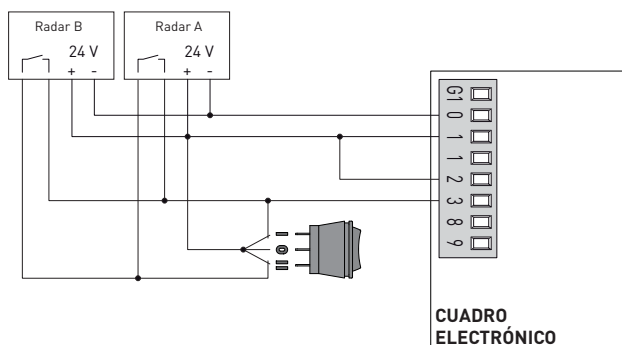 Radar B
Radar A
24 V
24 V
+ -
+ -
G1
0
1
1
2
3
8
9
I
0
II
CUADRO
ELECTRÓNICO